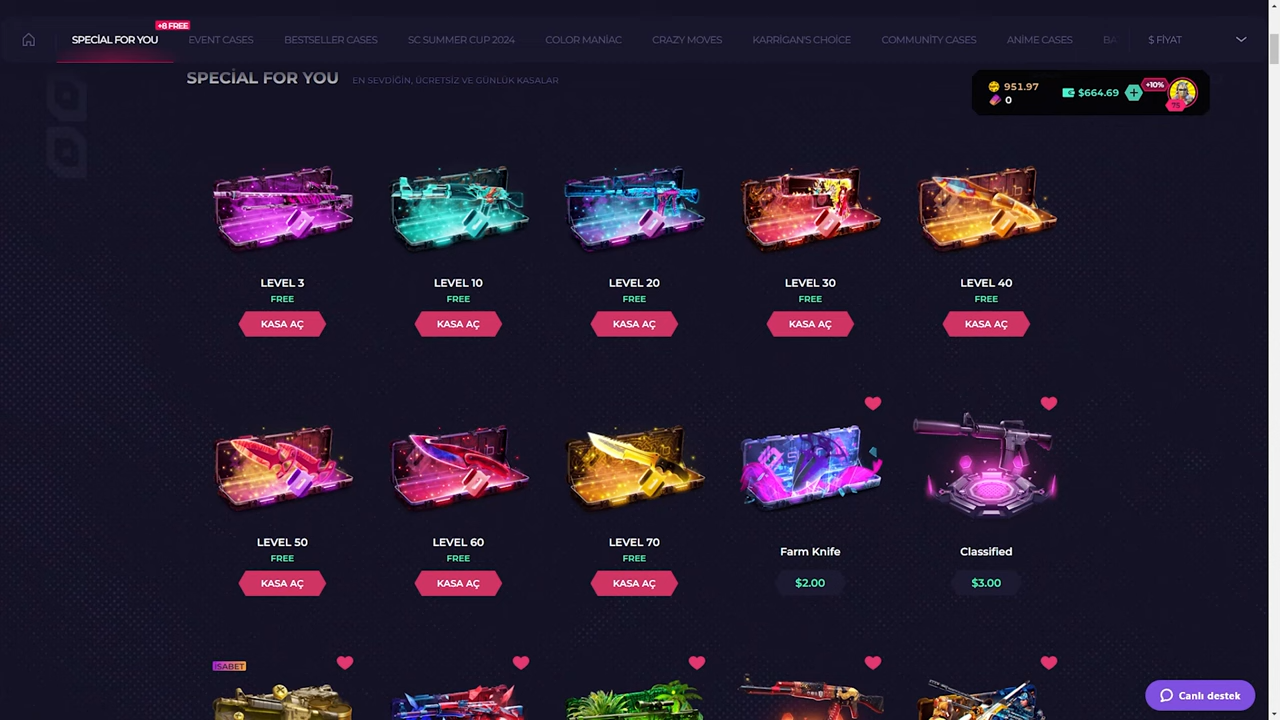 +8 FREE
SPECİAL FOR YOU
EVENT CASES
BESTSELLER CASES
SC SUMMER CUP 2024
COLOR MANİAC
CRAZY MOVES
KARRİGAN'S CHOİCE
COMMUNİTY CASES
ANİME CASES
BA
$ FİYAT
SPECİAL FOR YOU
EN SEVDİĞİN, ÜCRETSİZ VE GÜNLÜK KASALAR
951.97
0
$664.69
+
+10%
75
LEVEL 3
FREE
KASA AÇ
LEVEL 10
FREE
KASA AÇ
LEVEL 20
FREE
KASA AÇ
LEVEL 30
FREE
KASA AÇ
LEVEL 40
FREE
KASA AÇ
LEVEL 50
FREE
KASA AÇ
LEVEL 60
FREE
KASA AÇ
LEVEL 70
FREE
KASA AÇ
Farm Knife
$2.00
Classified
$3.00
İSABET
Canlı destek